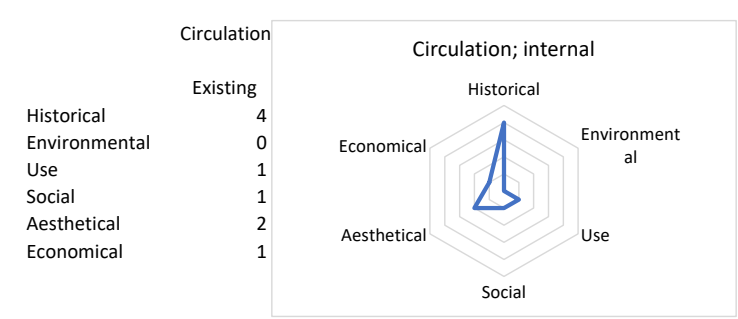 Circulation
Existing
Historical 4
Environmental 0
Use 1
Social 1
Aesthetical 2
Economical 1
Circulation; internal
Historical
Environment
al
Economical
Aesthetical
Use
Social